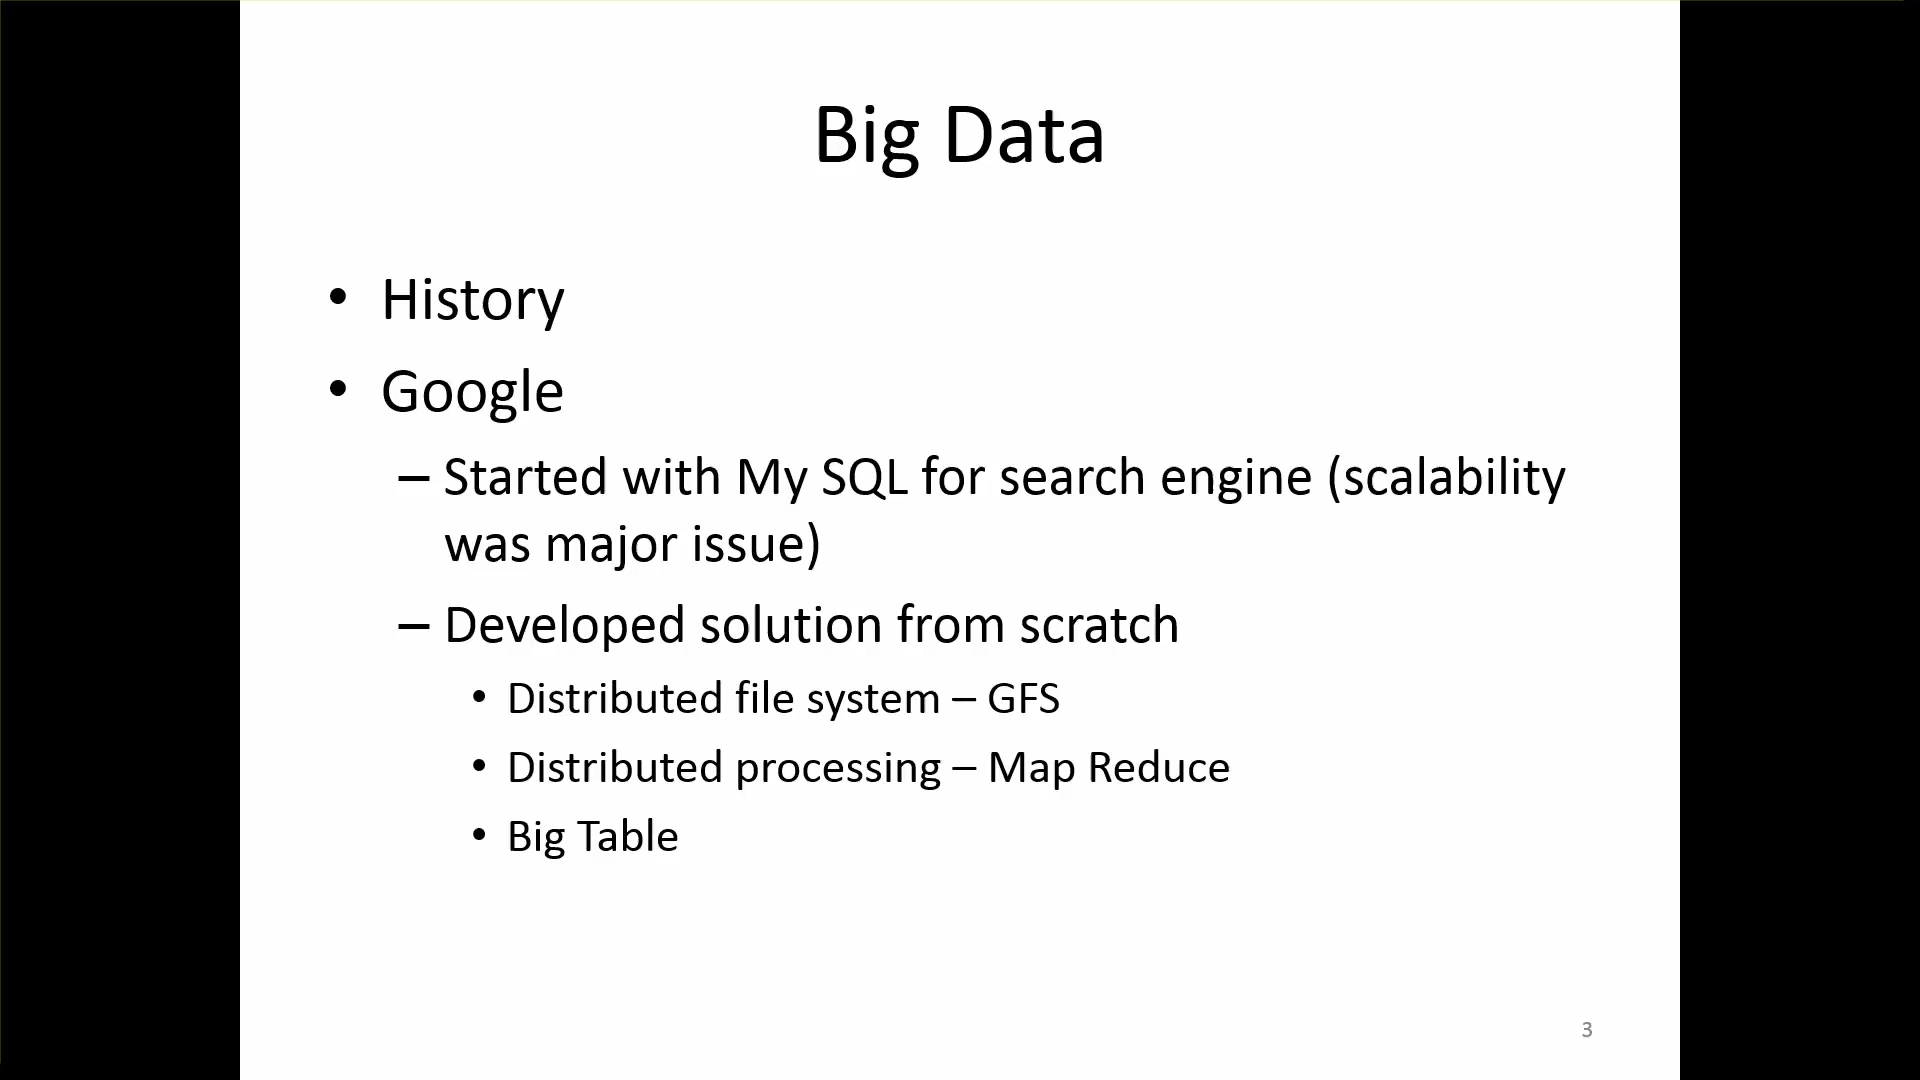 Big Data
• History
• Google
– Started with My SQL for search engine (scalability
was major issue)
– Developed solution from scratch
• Distributed file system – GFS
• Distributed processing – Map Reduce
• Big Table
3